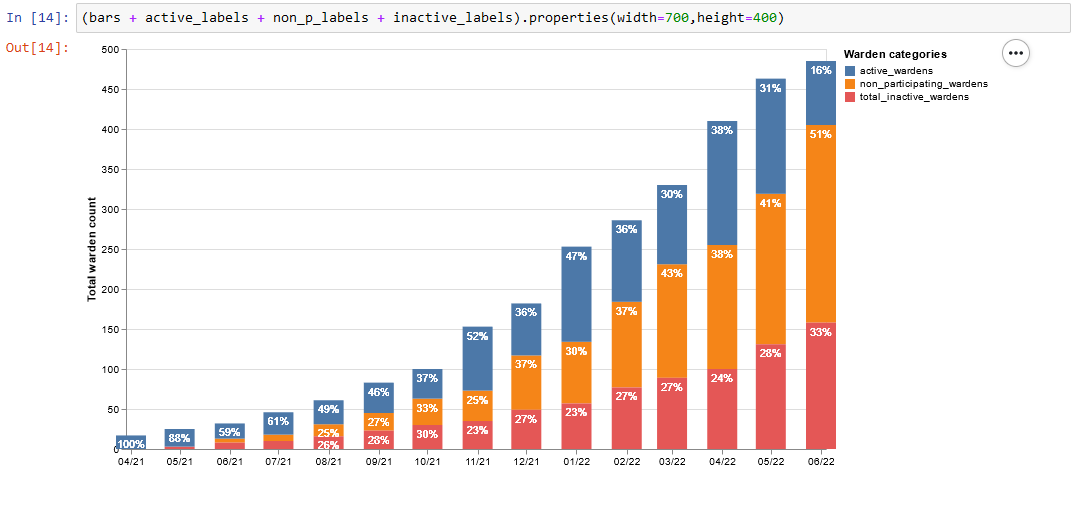 In [14]: (bars + active_labels + non_p_labels + inactive_labels).properties(width=700,height=400)
Out[14]:
Warden categories
active_wardens
non_participating_wardens
total_inactive_wardens
Total warden count
500
450
400
350
300
250
200
150
100
50
0
100% 88% 59% 61% 49% 46% 37% 52% 36% 47% 36% 30% 38% 31% 16%
25% 27% 33% 25% 37% 30% 37% 43% 38% 41% 51%
26% 28% 30% 23% 27% 23% 27% 27% 24% 28% 33%
04/21 05/21 06/21 07/21 08/21 09/21 10/21 11/21 12/21 01/22 02/22 03/22 04/22 05/22 06/22